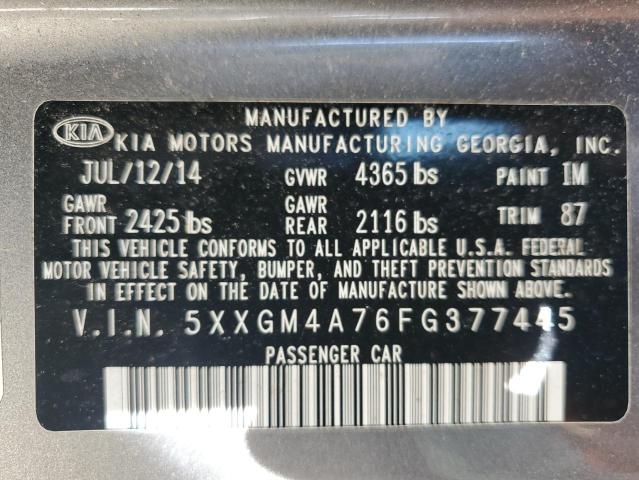 MANUFACTURED BY
KIA KIA MOTORS MANUFACTURING GEORGIA, INC.
JUL/12/14 GVWR 4365 lbs PAINT 1M
GAWR FRONT 2425 lbs GAWR REAR 2116 lbs TRIM 87
THIS VEHICLE CONFORMS TO ALL APPLICABLE U.S.A. FEDERAL
MOTOR VEHICLE SAFETY, BUMPER, AND THEFT PREVENTION STANDARDS
IN EFFECT ON THE DATE OF MANUFACTURE SHOWN ABOVE.
V.I.N. 5XXGM4A76FG377445
PASSENGER CAR